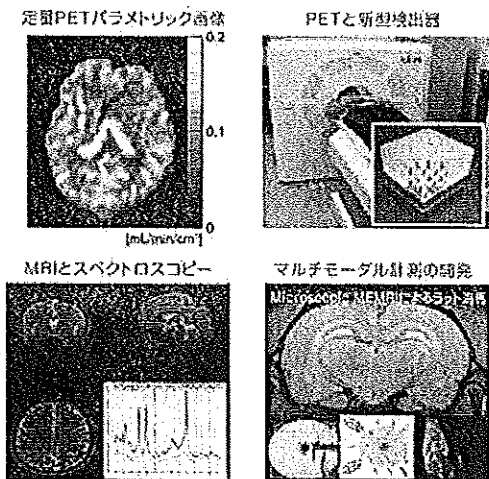 定量PETパラメトリック画像
0.2
0.1
0
[mL/min/cm³]
PETと新型検出器
MRIとスペクトロスコピー
マルチモーダル計測の開発
MEMRIによるラット